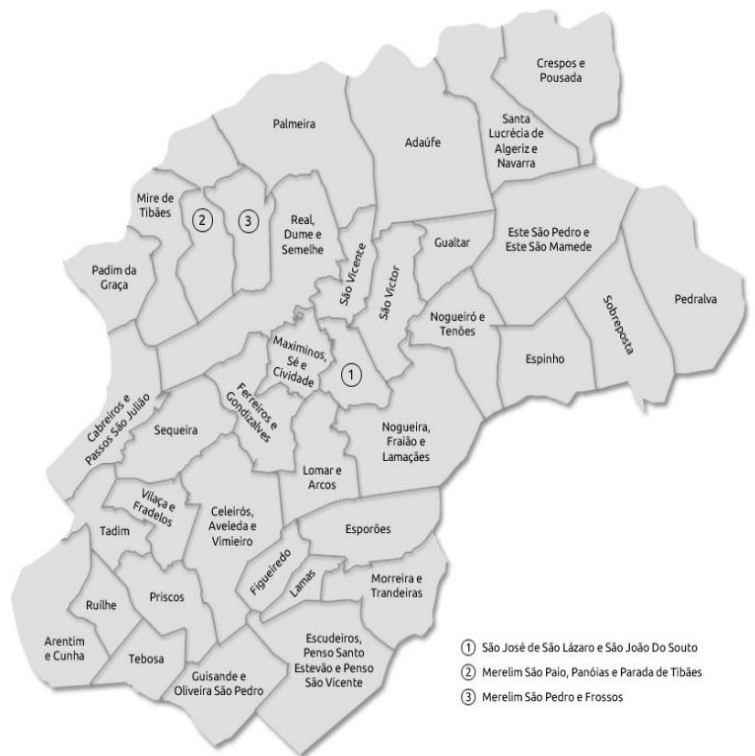 Crespos e
Pousada
Palmeira
Adaúfe
Santa
Lucrécia de
Algeriz e
Navarra
Mire de
Tibães
2
3
Real,
Dume e
Semelhe
São Vicente
São Victor
Gualtar
Este São Pedro e
Este São Mamede
Padim da
Graça
Nogueiró e
Tenões
Sobreposta
Pedralva
Maximinos,
Sé e
Cividade
1
Espinho
Cabreiros e
Passos São Julião
Sequeira
Ferreiros e
Gondizalves
Nogueira,
Fraião e
Lamaçães
Lomar e
Arcos
Vilaça e
Fradelos
Tadim
Celeirós,
Aveleda e
Vimieiro
Esporões
Figueiredo
Lamas
Morreira e
Trandeiras
Ruílhe
Priscos
Arentim
e Cunha
Tebosa
Guisande e
Oliveira São Pedro
Escudeiros,
Penso Santo
Estevão e Penso
São Vicente
1 São José de São Lázaro e São João Do Souto
2 Merelim São Paio, Panóias e Parada de Tibães
3 Merelim São Pedro e Frossos